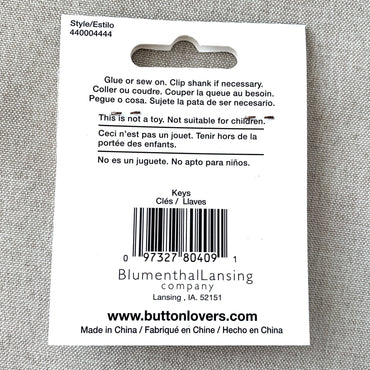 Style/Estilo
440004444
Glue or sew on. Clip shank if necessary.
Coller ou coudre. Couper la queue au besoin.
Pegue o cosa. Sujete la pata de ser necesario.
This is not a toy. Not suitable for children.
Ceci n'est pas un jouet. Tenir hors de la
portée des enfants.
No es un juguete. No apto para niños.
Keys
Clés / Llaves
0 97327 80409 1
BlumenthalLansing
company
Lansing, IA. 52151
www.buttonlovers.com
Made in China / Fabriqué en Chine / Hecho en China